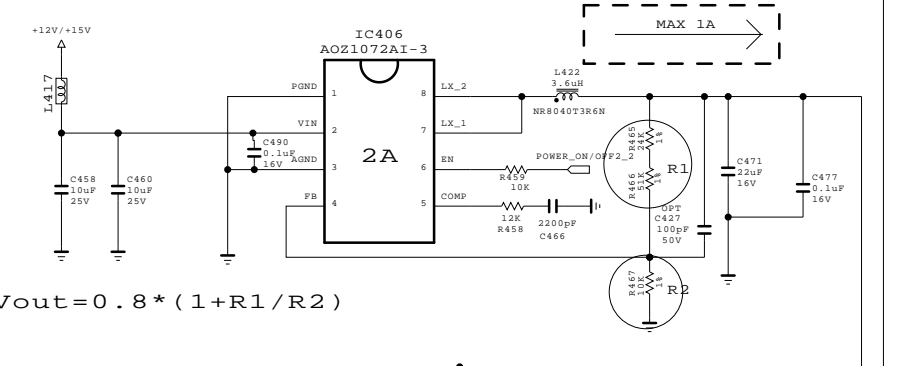 MAX 1A
+12V/+15V
IC406
AOZ1072AI-3
L417
L422
3.6uH
NR8040T3R6N
PGND
1
8
LX_2
VIN
2
7
LX_1
C490
0.1uF
16V
AGND
3
2A
6
EN
POWER_ON/OFF2_2
R459
10K
FB
4
5
COMP
12K
R458
2200pF
C466
C458
10uF
25V
C460
10uF
25V
R465
24K
1%
R466
51K
1%
R1
OPT
C427
100pF
50V
C471
22uF
16V
C477
0.1uF
16V
R467
10K
1%
R2
Vout=0.8*(1+R1/R2)